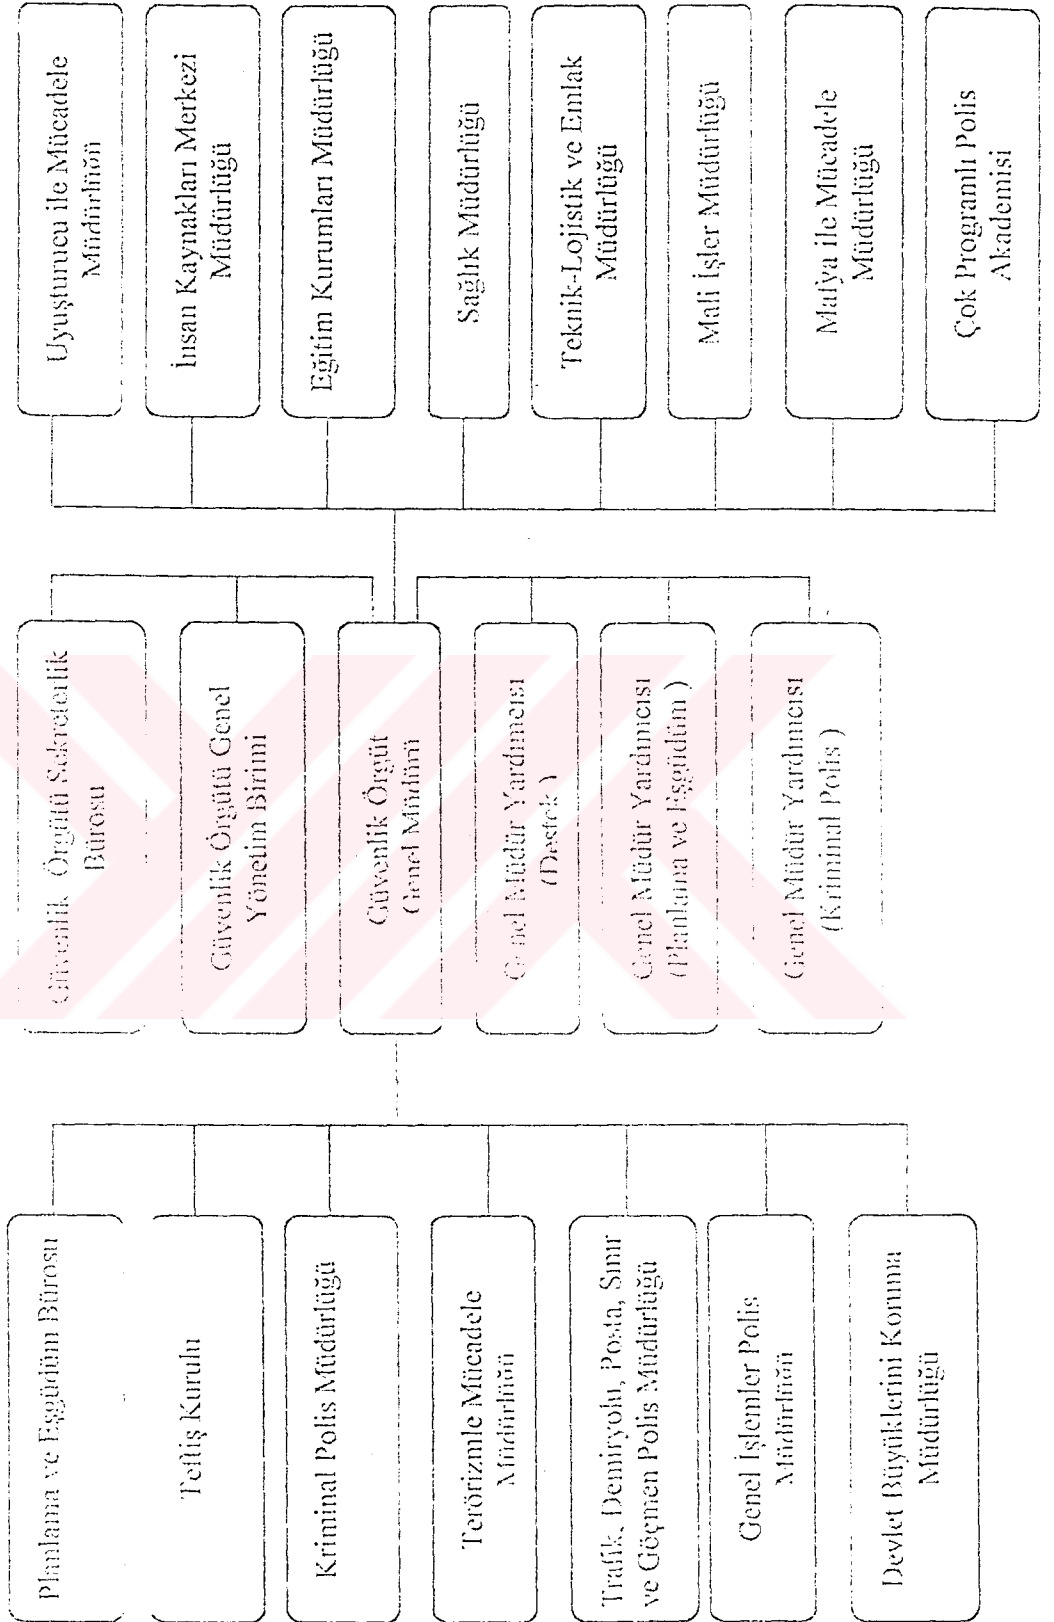 Planlama ve Eşgüdüm Bürosu
Teftiş Kurulu
Kriminal Polis Müdürlüğü
Terörizmle Mücadele
Müdürlüğü
Trafik, Demiryolu, Posta, Sınır
ve Göçmen Polis Müdürlüğü
Genel İşlemler Polis
Müdürlüğü
Devlet Büyüklerini Koruma
Müdürlüğü
Güvenlik Örgütü Sekreterlik
Bürosu
Güvenlik Örgütü Genel
Yönetim Birimi
Güvenlik Örgüt
Genel Müdürü
Genel Müdür Yardımcısı
(Destek )
Genel Müdür Yardımcısı
(Planlama ve Eşgüdüm )
Genel Müdür Yardımcısı
(Kriminal Polis )
Uyuşturucu ile Mücadele
Müdürlüğü
İnsan Kaynakları Merkezi
Müdürlüğü
Eğitim Kurumları Müdürlüğü
Sağlık Müdürlüğü
Teknik-Lojistik ve Emlak
Müdürlüğü
Mali İşler Müdürlüğü
Mafya ile Mücadele
Müdürlüğü
Çok Programlı Polis
Akademisi